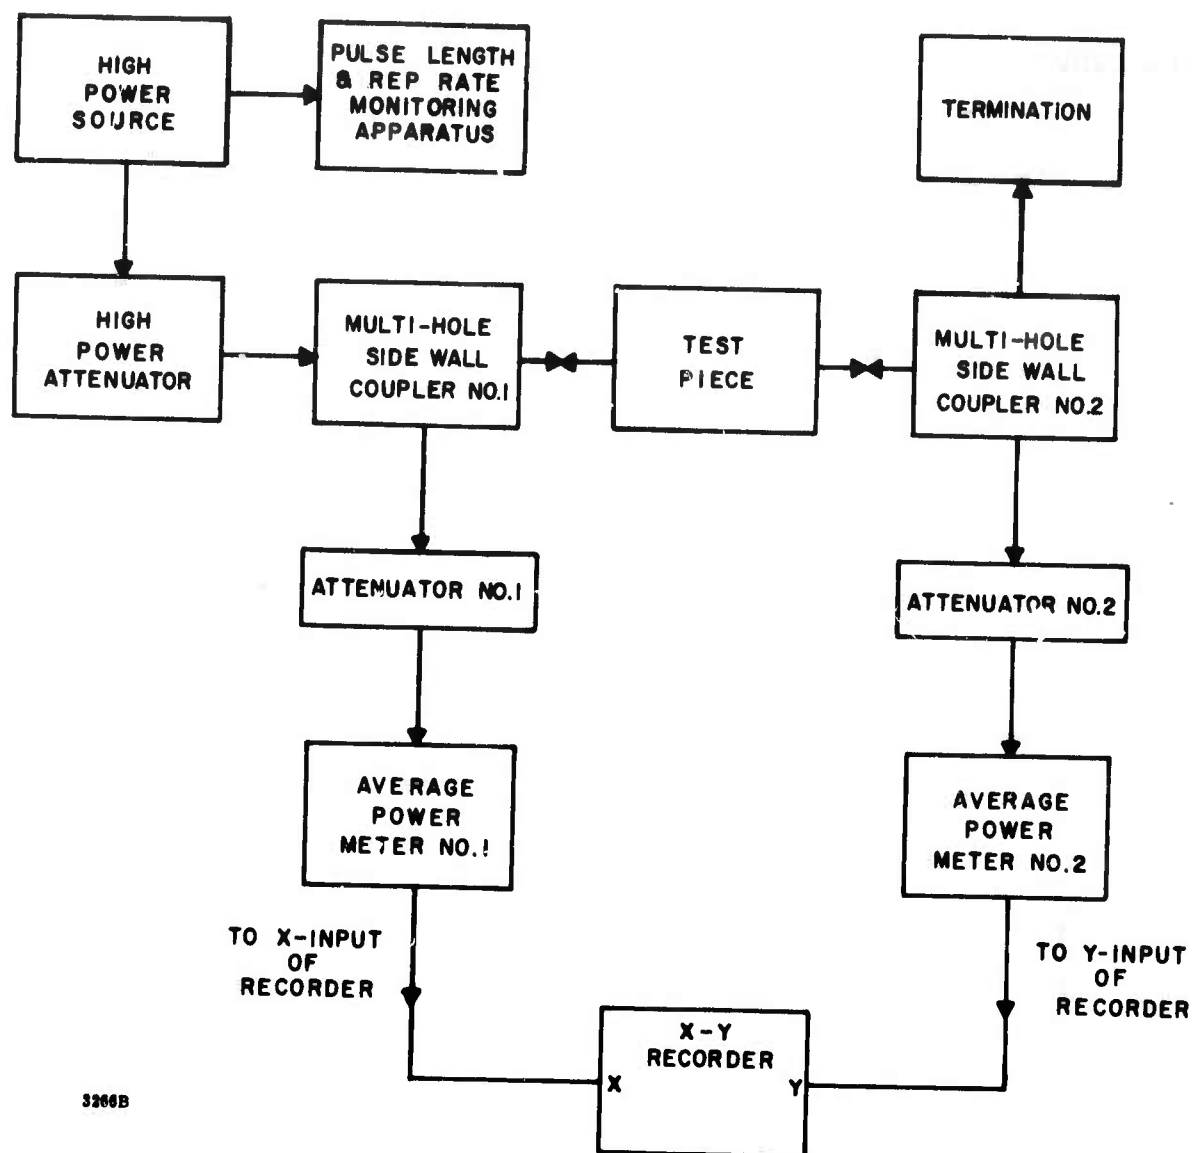 HIGH
POWER
SOURCE
PULSE LENGTH
& REP RATE
MONITORING
APPARATUS
TERMINATION
HIGH
POWER
ATTENUATOR
MULTI-HOLE
SIDE WALL
COUPLER NO.1
TEST
PIECE
MULTI-HOLE
SIDE WALL
COUPLER NO.2
ATTENUATOR NO.1
ATTENUATOR NO.2
AVERAGE
POWER
METER NO.1
AVERAGE
POWER
METER NO.2
TO X-INPUT
OF
RECORDER
TO Y-INPUT
OF
RECORDER
X-Y
RECORDER
X
Y
3266B